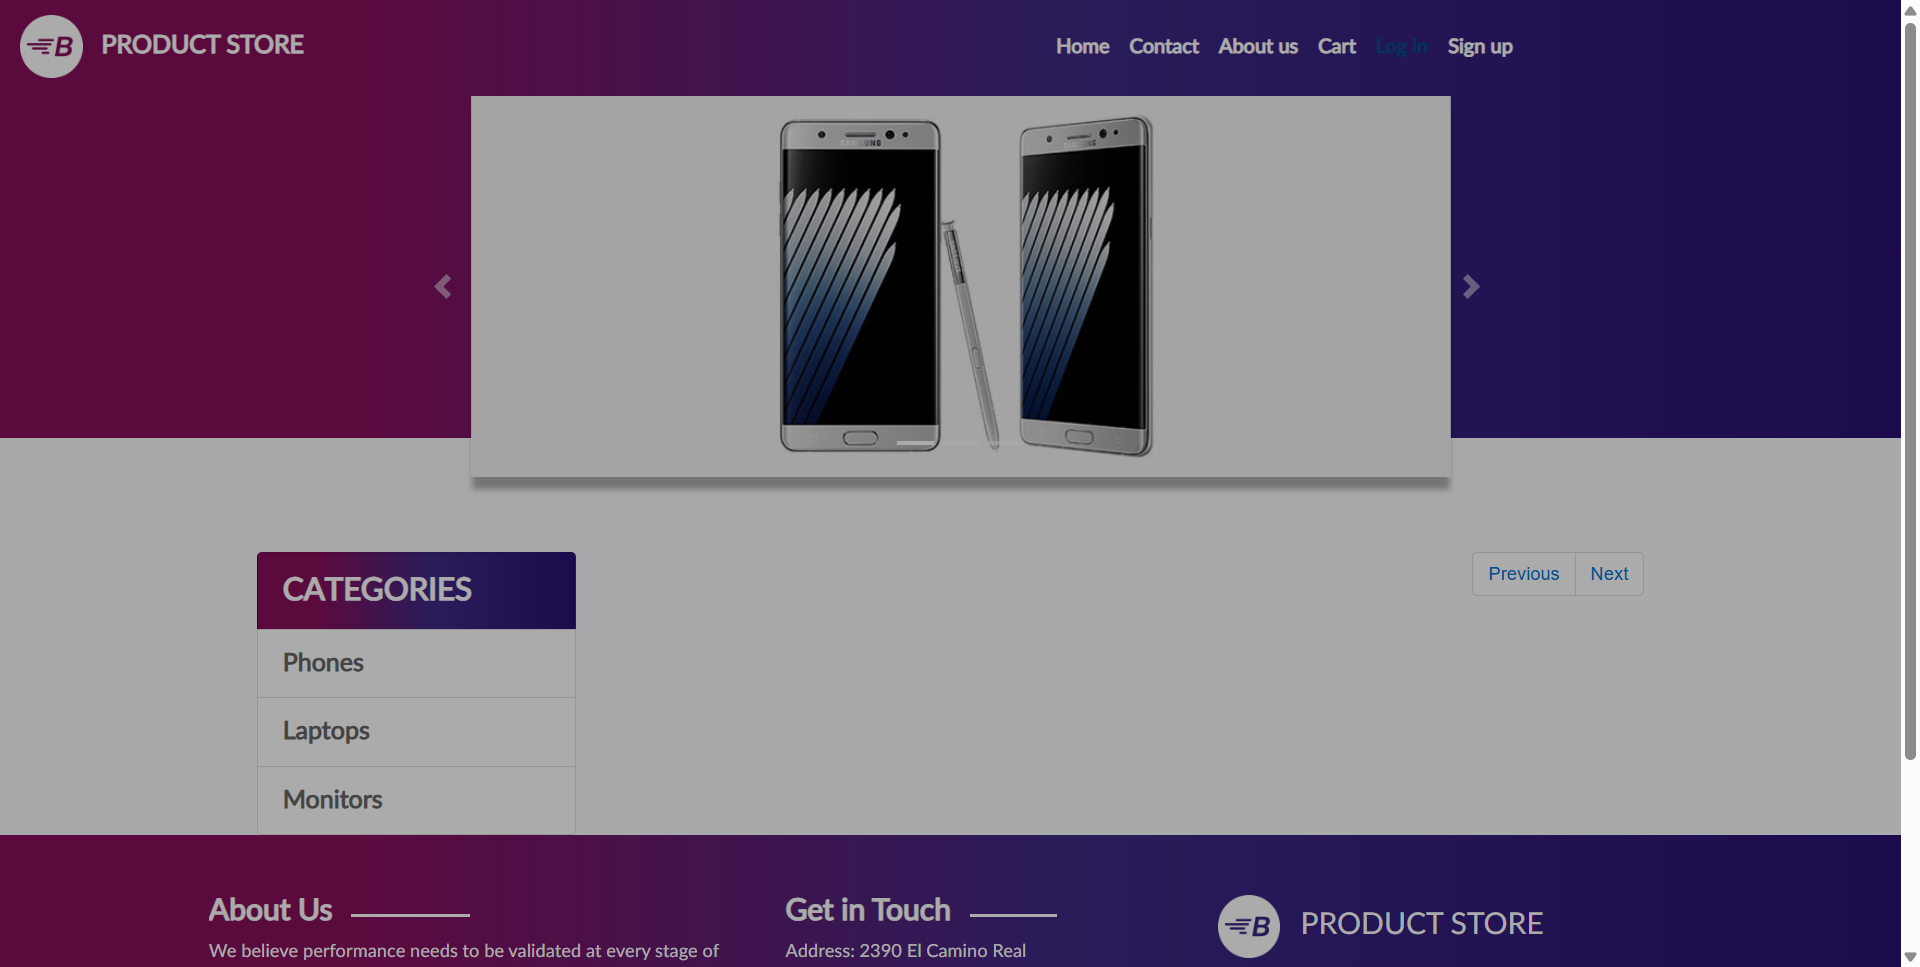 B PRODUCT STORE
Home Contact About us Cart Log in Sign up
SAMSUNG
CATEGORIES
Phones
Laptops
Monitors
Previous Next
About Us
We believe performance needs to be validated at every stage of
Get in Touch
Address: 2390 El Camino Real
B PRODUCT STORE